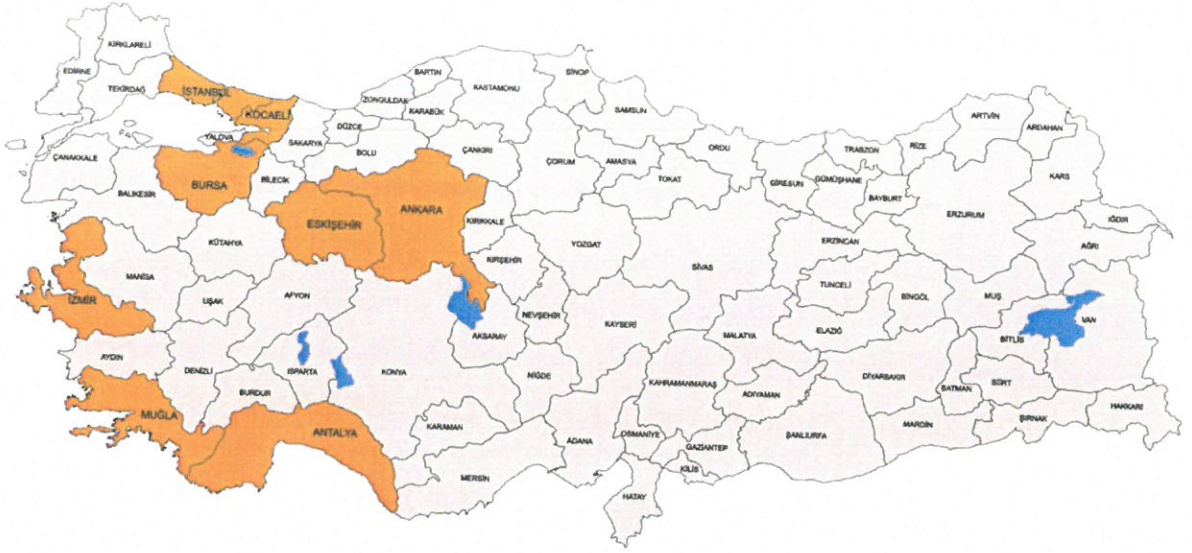 KIRKLARELİ
EDİRNE
TEKİRDAĞ
İSTANBUL
KOCAELİ
YALOVA
SAKARYA
DÜZCE
ZONGULDAK
BARTIN
KARABÜK
KASTAMONU
SİNOP
SAMSUN
ORDU
GİRESUN
TRABZON
RİZE
ARTVİN
ARDAHAN
KARS
IĞDIR
AĞRI
ÇANAKKALE
BALIKESİR
BURSA
BİLECİK
BOLU
ÇANKIRI
ÇORUM
AMASYA
TOKAT
GÜMÜŞHANE
BAYBURT
ERZURUM
ESKİŞEHİR
ANKARA
KIRIKKALE
KIRŞEHİR
YOZGAT
SİVAS
ERZİNCAN
TUNCELİ
BİNGÖL
MUŞ
BİTLİS
VAN
KÜTAHYA
MANİSA
İZMİR
UŞAK
AFYON
AKSARAY
NEVŞEHİR
KAYSERİ
MALATYA
ELAZIĞ
DİYARBAKIR
BATMAN
SİİRT
ŞIRNAK
HAKKARİ
AYDIN
DENİZLİ
BURDUR
ISPARTA
KONYA
NİĞDE
KAHRAMANMARAŞ
ADIYAMAN
ŞANLIURFA
MARDİN
MUĞLA
ANTALYA
KARAMAN
MERSİN
ADANA
OSMANİYE
GAZİANTEP
KİLİS
HATAY